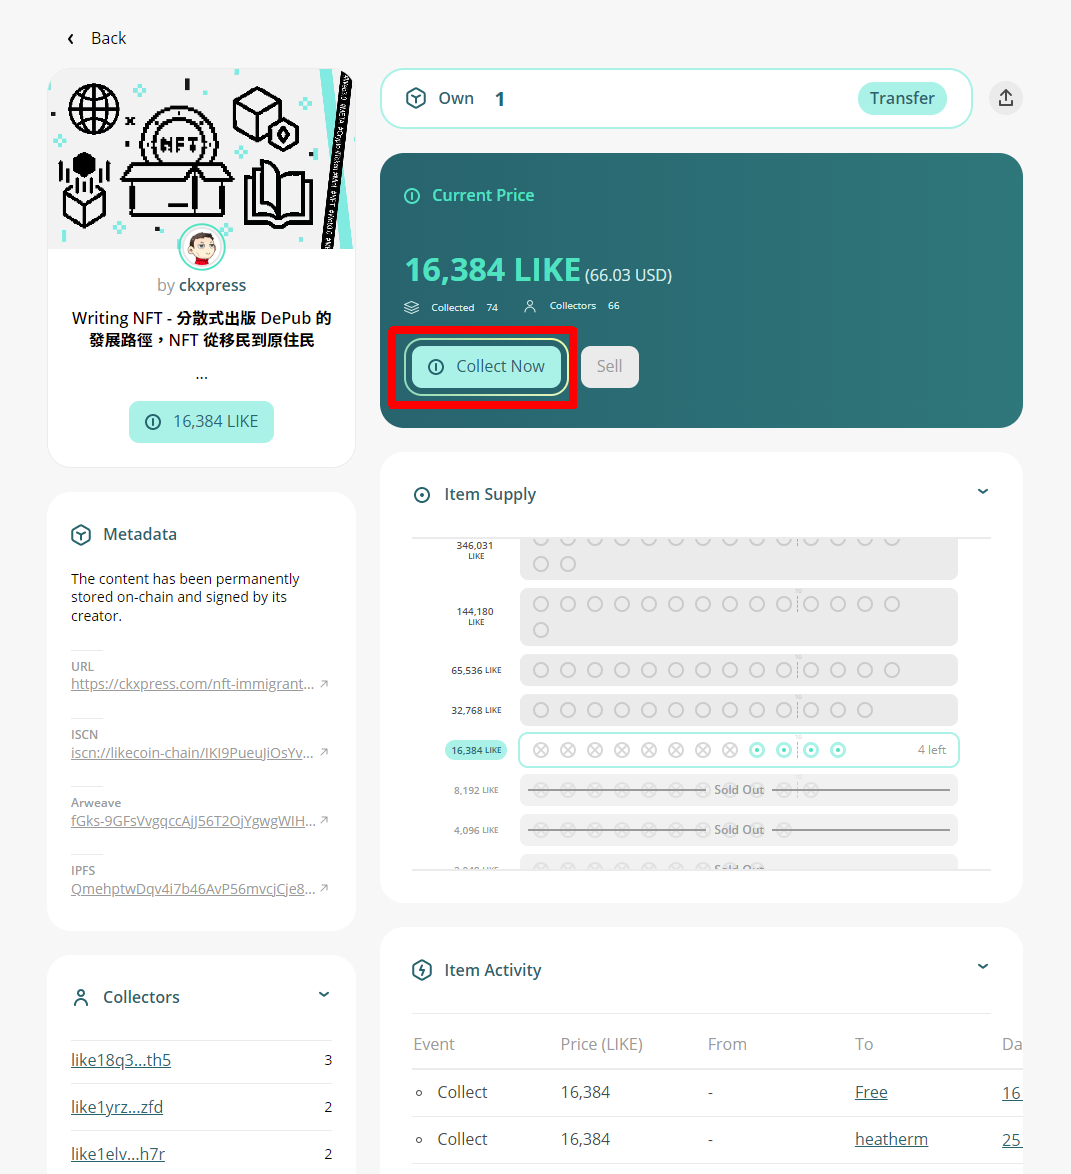 Back
NFT
by ckxpress
Writing NFT - 分散式出版 DePub 的
發展路徑，NFT 從移民到原住民
...
16,384 LIKE
Metadata
The content has been permanently
stored on-chain and signed by its
creator.
URL
https://ckxpress.com/nft-immigrant...
ISCN
iscn://likecoin-chain/IKI9PueuJiOsYv...
Arweave
fGks-9GFsVvgqccAjJ56T2OjYgwgWIH...
IPFS
QmehptwDqv4i7b46AvP56mvcjCje8...
Collectors
like18q3...th5 3
like1yrz...zfd 2
like1elv...h7r 2
Own 1
Transfer
Current Price
16,384 LIKE (66.03 USD)
Collected 74 Collectors 66
Collect Now
Sell
Item Supply
346,031
LIKE
144,180
LIKE
65,536 LIKE
32,768 LIKE
16,384 LIKE 4 left
8,192 LIKE Sold Out
4,096 LIKE Sold Out
Sold Out
Item Activity
Event Price (LIKE) From To Da
Collect 16,384 - Free 16
Collect 16,384 - heatherm 25